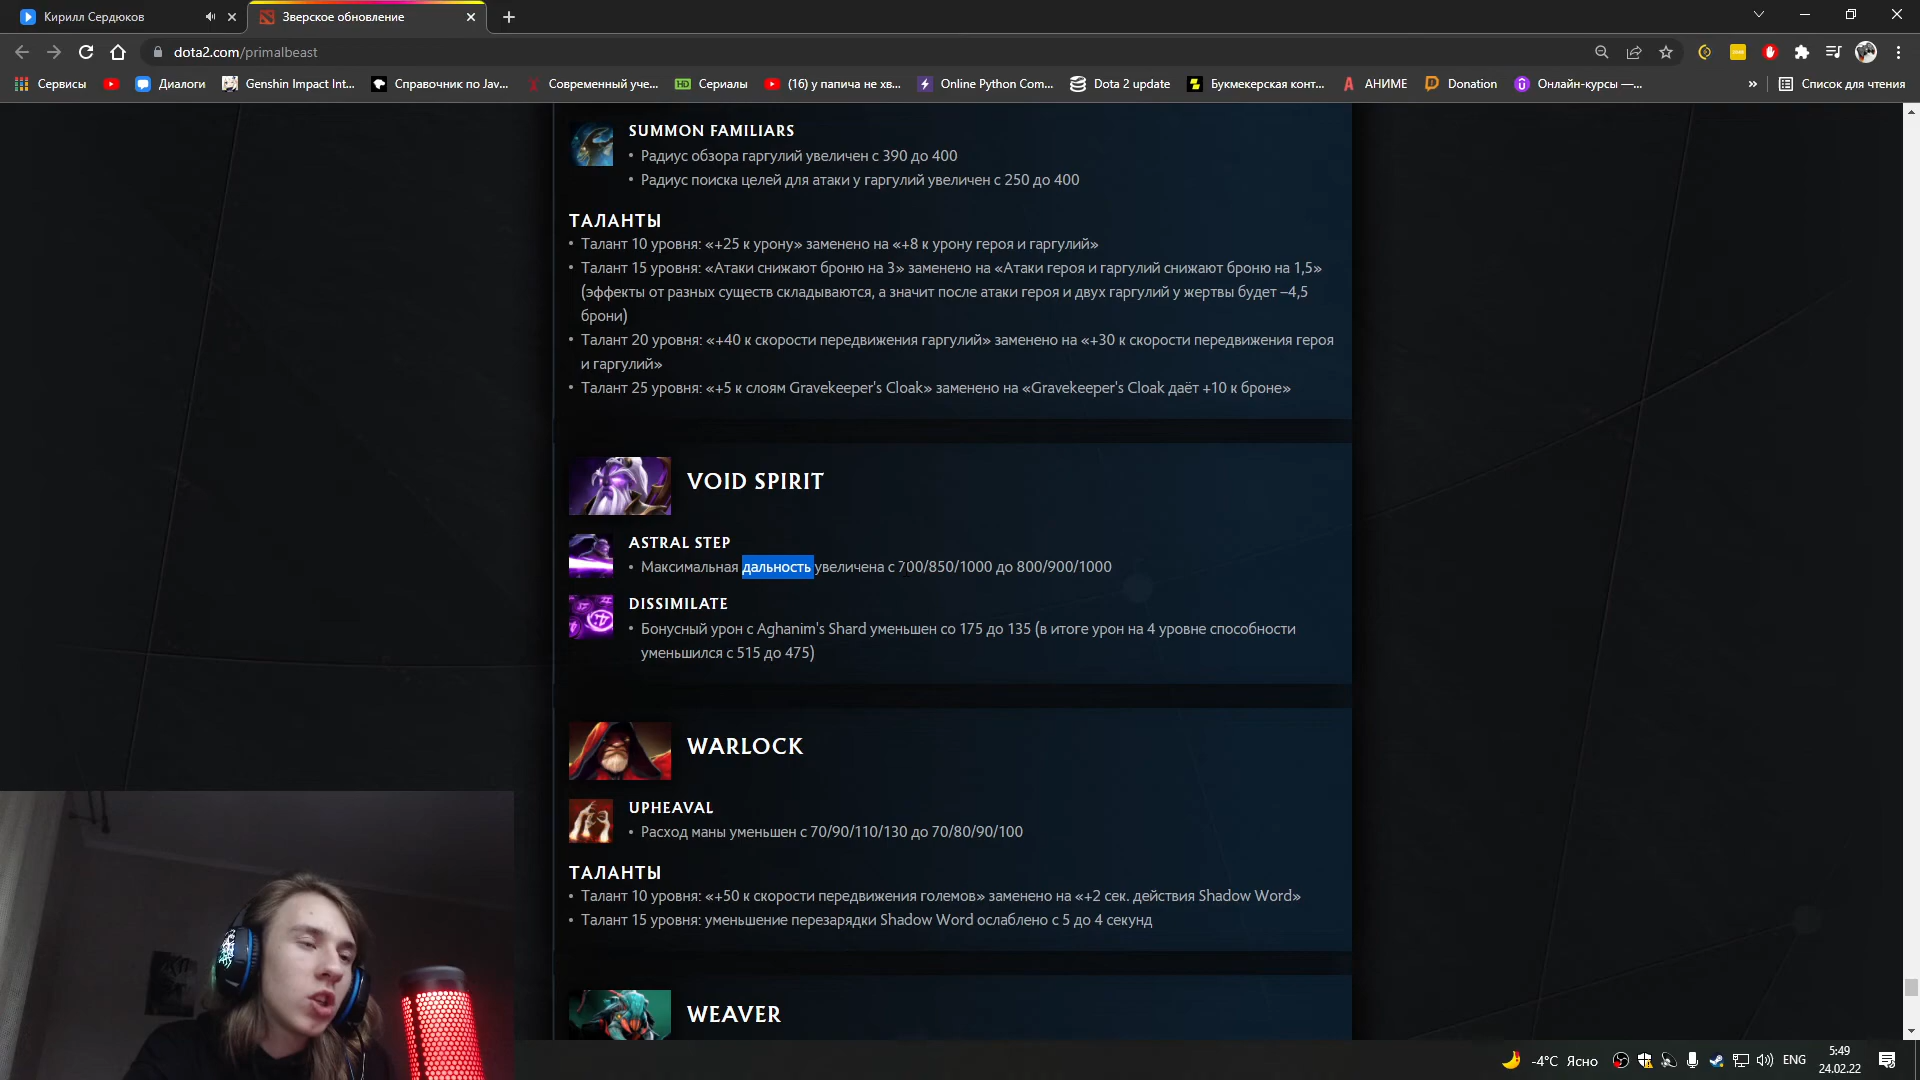 Кирилл Сердюков
Зверское обновление
dota2.com/primalbeast
Сервисы
Диалоги
Genshin Impact Int...
Справочник по Jav...
Современный уче...
HD Сериалы
(16) у папича не хв...
Online Python Com...
Dota 2 update
Букмекерская конт...
АНИМЕ
Donation
Онлайн-курсы —...
»
Список для чтения
SUMMON FAMILIARS
• Радиус обзора гаргулий увеличен с 390 до 400
• Радиус поиска целей для атаки у гаргулий увеличен с 250 до 400
ТАЛАНТЫ
• Талант 10 уровня: «+25 к урону» заменено на «+8 к урону героя и гаргулий»
• Талант 15 уровня: «Атаки снижают броню на 3» заменено на «Атаки героя и гаргулий снижают броню на 1,5»
(эффекты от разных существ складываются, а значит после атаки героя и двух гаргулий у жертвы будет –4,5
брони)
• Талант 20 уровня: «+40 к скорости передвижения гаргулий» заменено на «+30 к скорости передвижения героя
и гаргулий»
• Талант 25 уровня: «+5 к слоям Gravekeeper's Cloak» заменено на «Gravekeeper's Cloak даёт +10 к броне»
VOID SPIRIT
ASTRAL STEP
• Максимальная дальность увеличена с 700/850/1000 до 800/900/1000
DISSIMILATE
• Бонусный урон с Aghanim's Shard уменьшен со 175 до 135 (в итоге урон на 4 уровне способности
уменьшился с 515 до 475)
WARLOCK
UPHEAVAL
• Расход маны уменьшен с 70/90/110/130 до 70/80/90/100
ТАЛАНТЫ
• Талант 10 уровня: «+50 к скорости передвижения големов» заменено на «+2 сек. действия Shadow Word»
• Талант 15 уровня: уменьшение перезарядки Shadow Word ослаблено с 5 до 4 секунд
WEAVER
-4°C Ясно
ENG
5:49
24.02.22